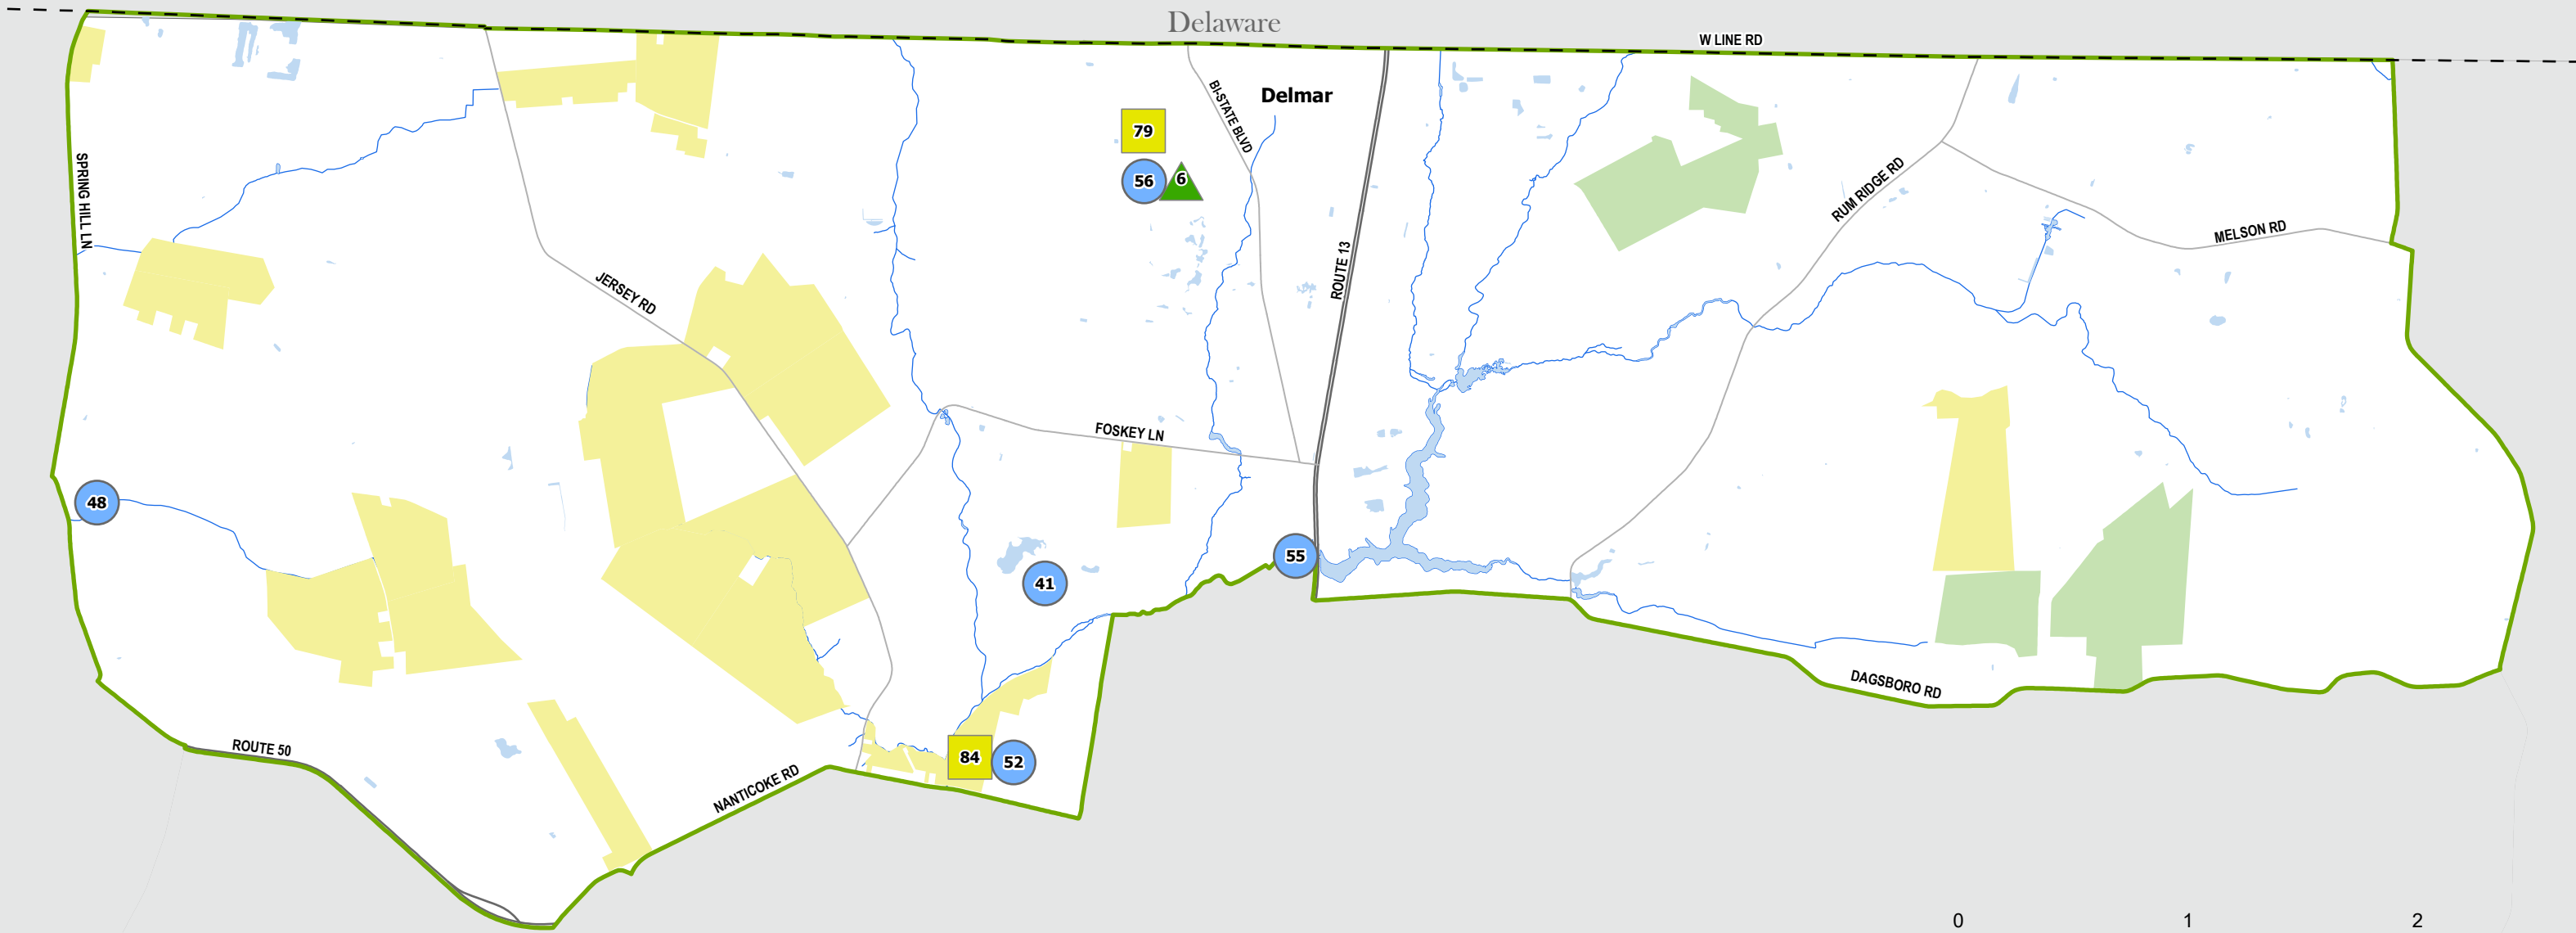 Delaware
W LINE RD
Delmar
BI-STATE BLVD
79
56
6
SPRING HILL LN
RUM RIDGE RD
MELSON RD
ROUTE 13
JERSEY RD
FOSKEY LN
48
55
41
DAGSBORO RD
ROUTE 50
84
52
NANTICOKE RD
0 1 2